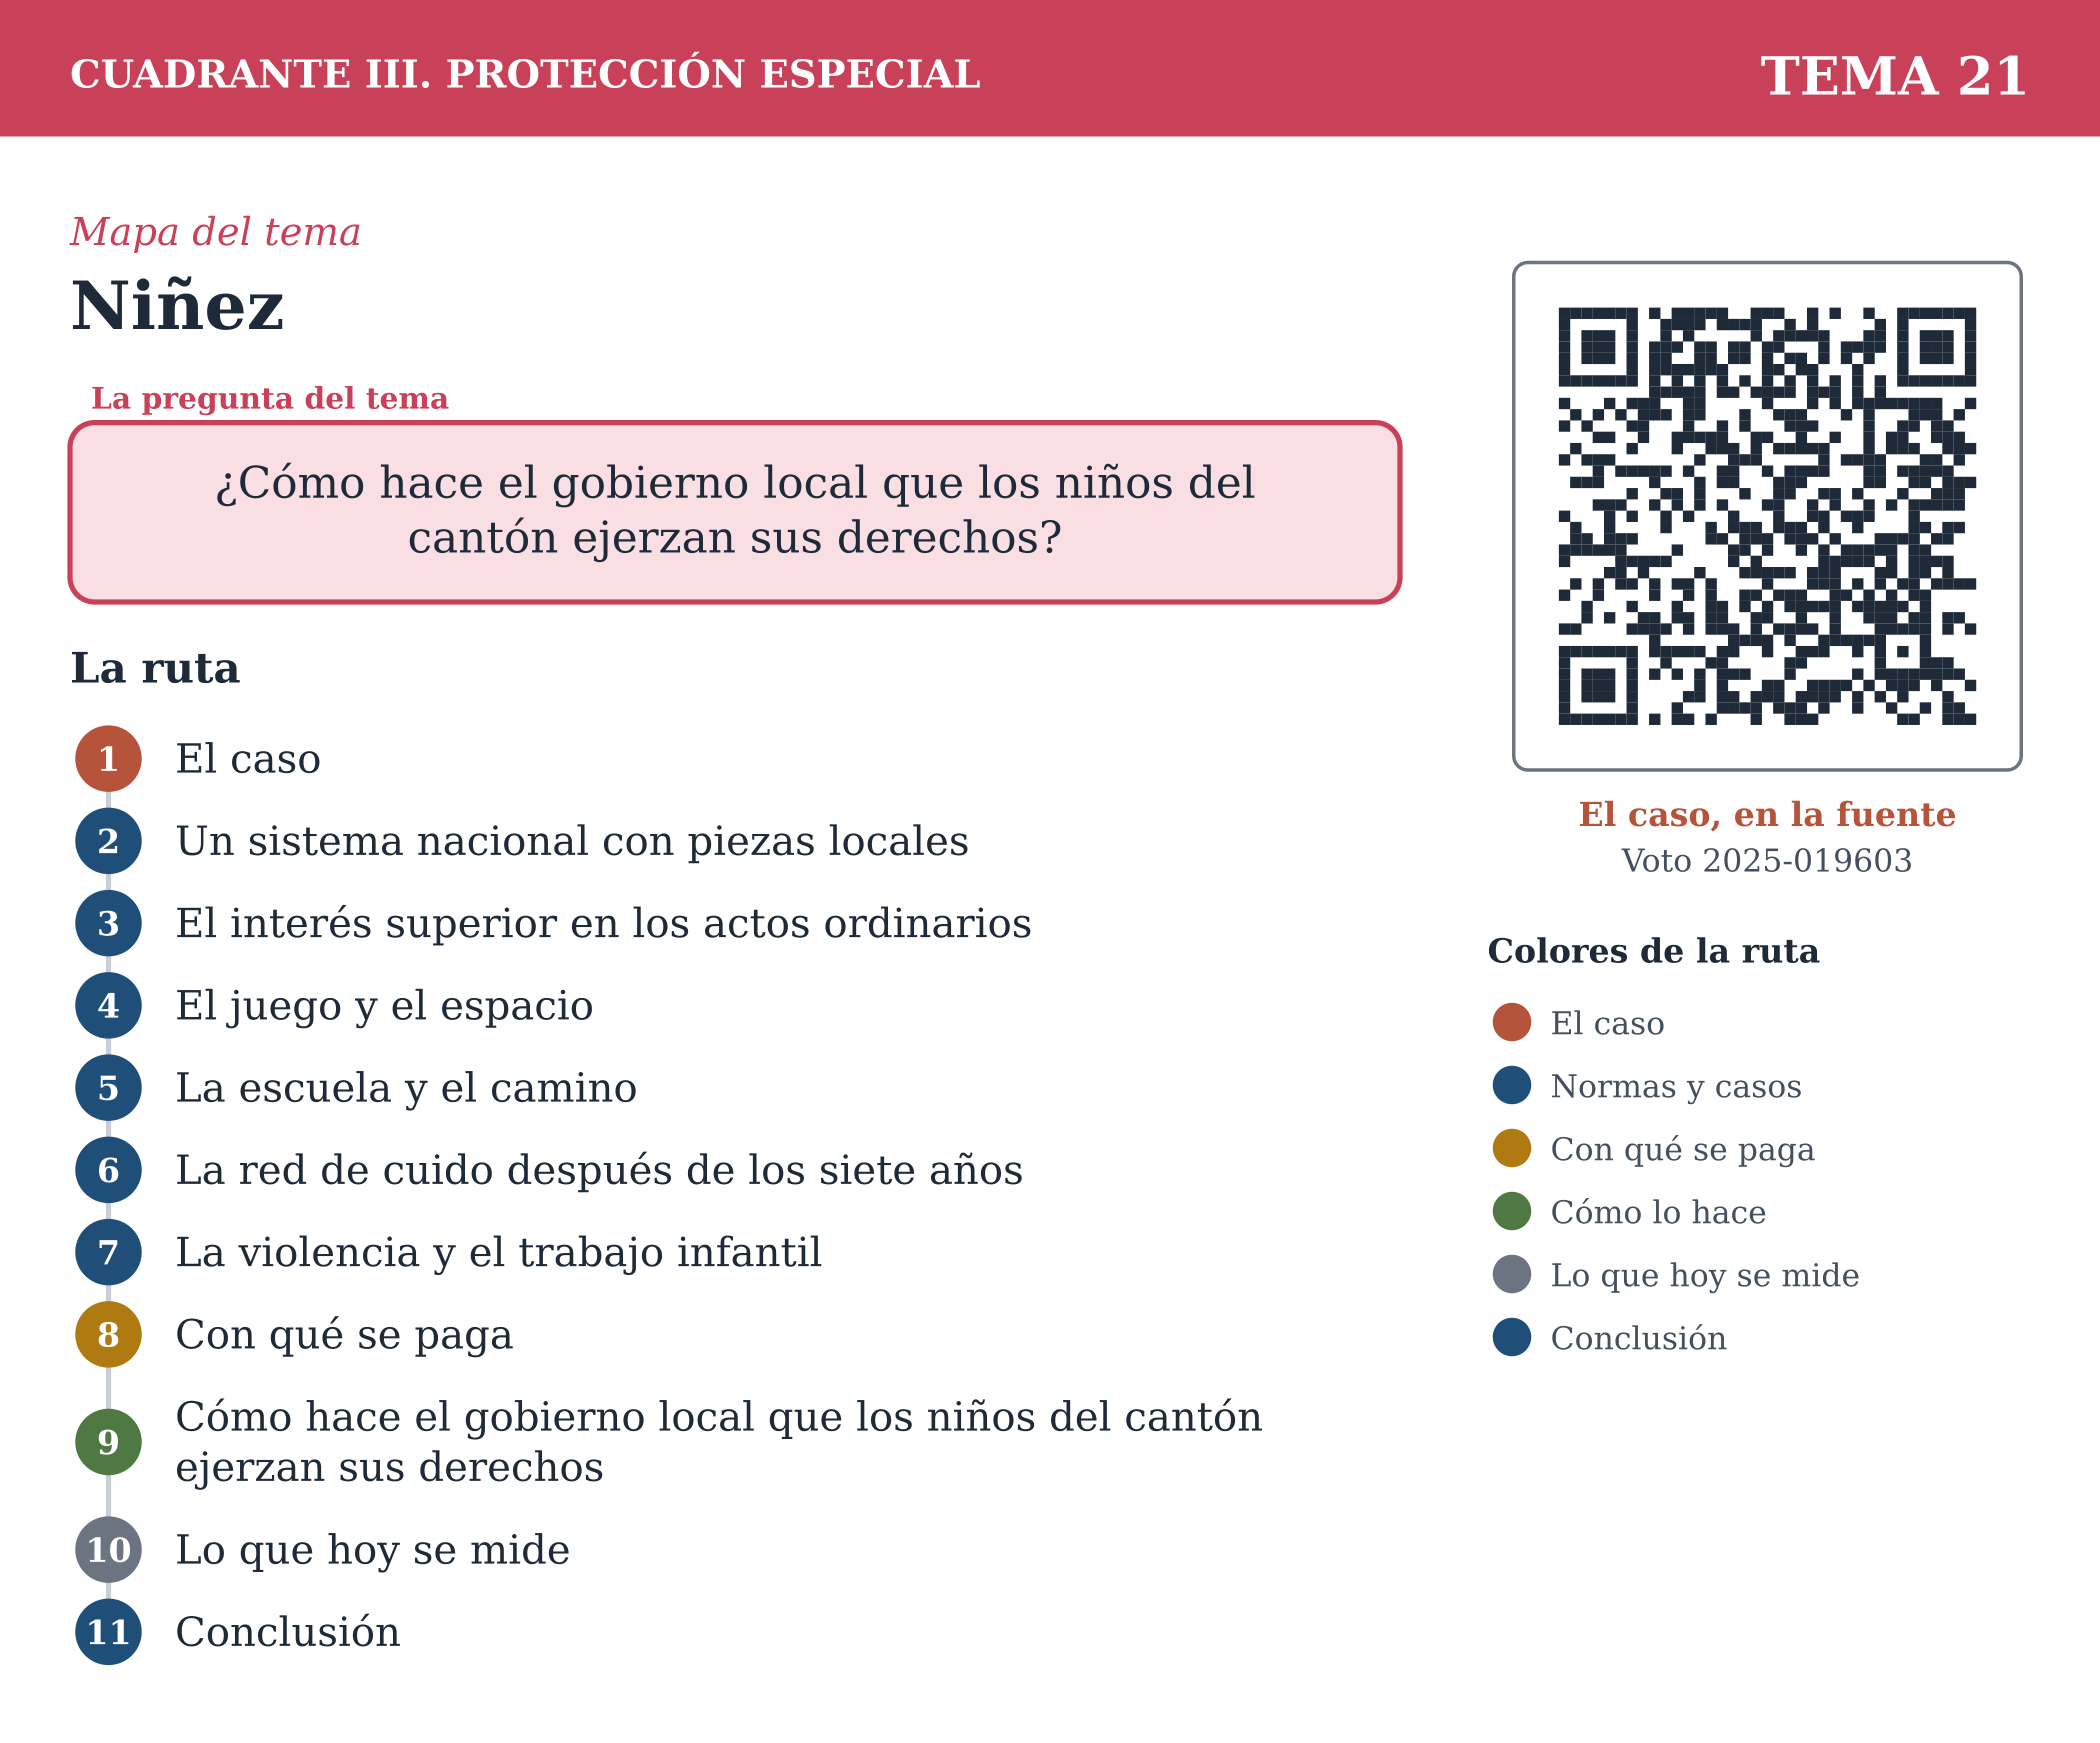 CUADRANTE III. PROTECCIÓN ESPECIAL
TEMA 21
Mapa del tema
Niñez
La pregunta del tema
¿Cómo hace el gobierno local que los niños del
cantón ejerzan sus derechos?
La ruta
1 El caso
2 Un sistema nacional con piezas locales
3 El interés superior en los actos ordinarios
4 El juego y el espacio
5 La escuela y el camino
6 La red de cuido después de los siete años
7 La violencia y el trabajo infantil
8 Con qué se paga
9 Cómo hace el gobierno local que los niños del cantón
ejerzan sus derechos
10 Lo que hoy se mide
11 Conclusión
El caso, en la fuente
Voto 2025-019603
Colores de la ruta
El caso
Normas y casos
Con qué se paga
Cómo lo hace
Lo que hoy se mide
Conclusión